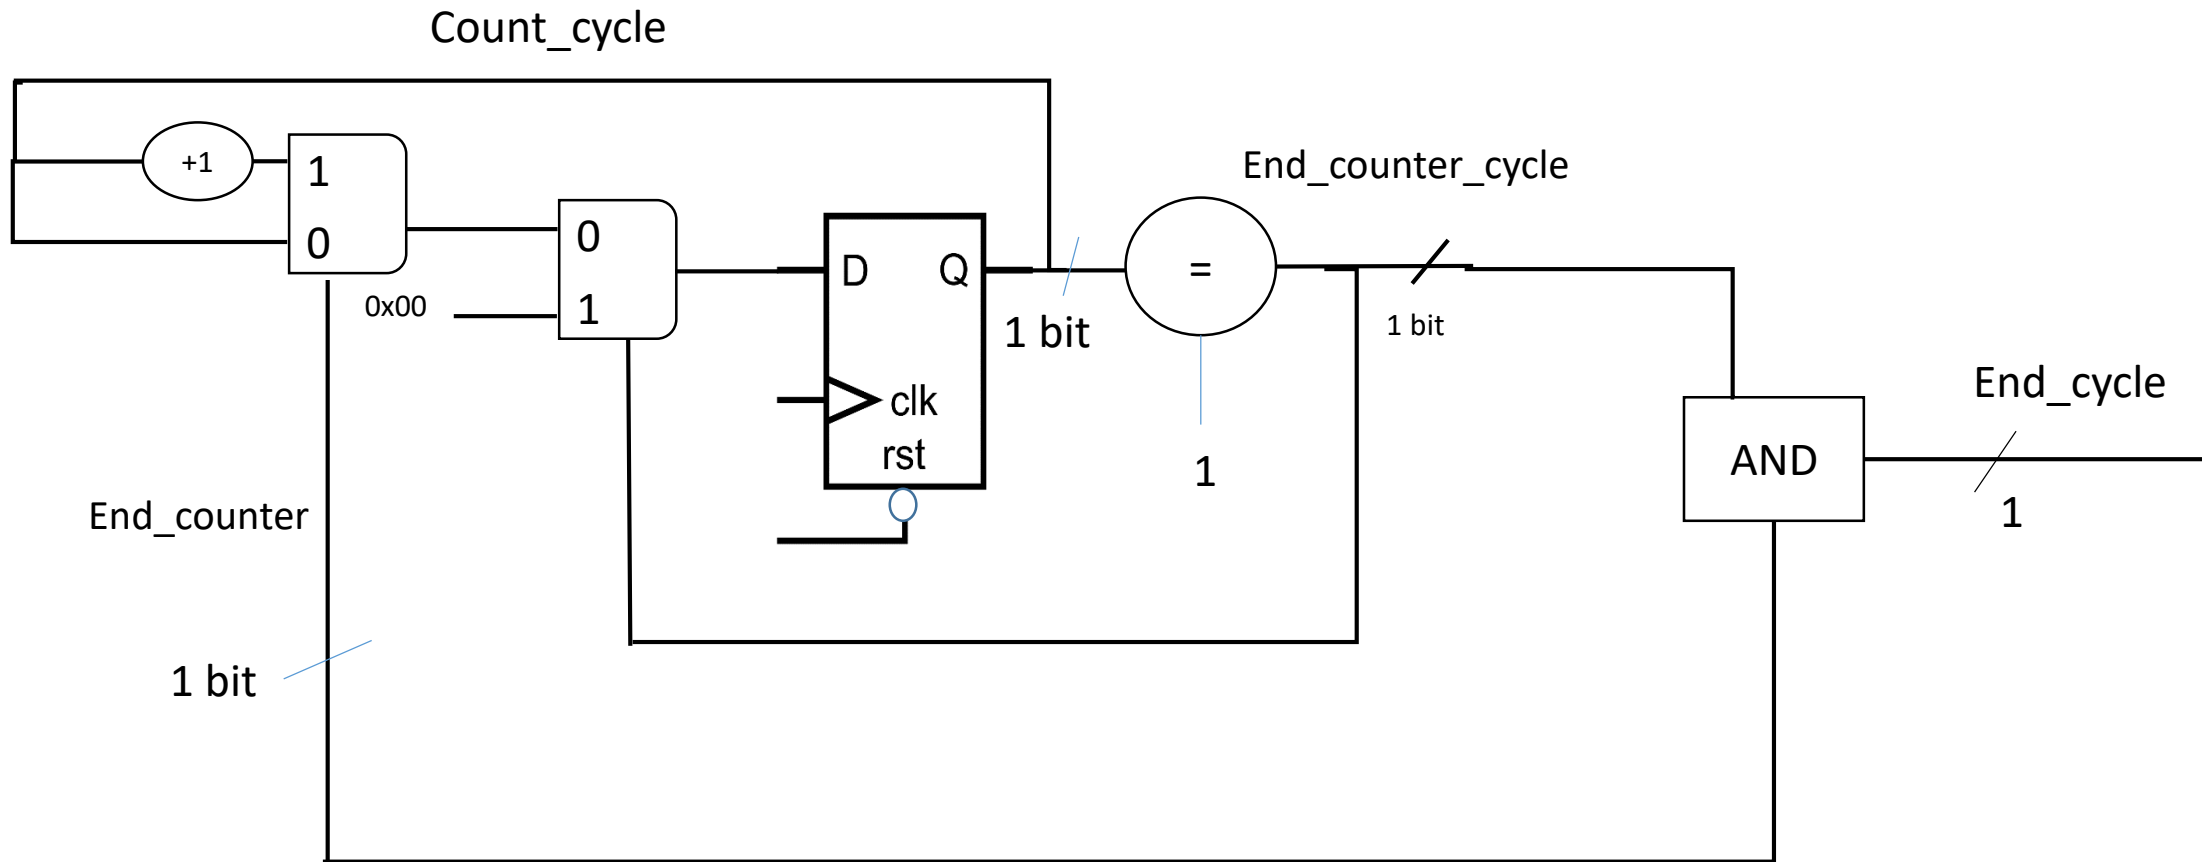 Count_cycle
+1
1
0
End_counter_cycle
0
1
0x00
D
Q
=
1 bit
1 bit
clk
rst
1
End_cycle
AND
1
End_counter
1 bit